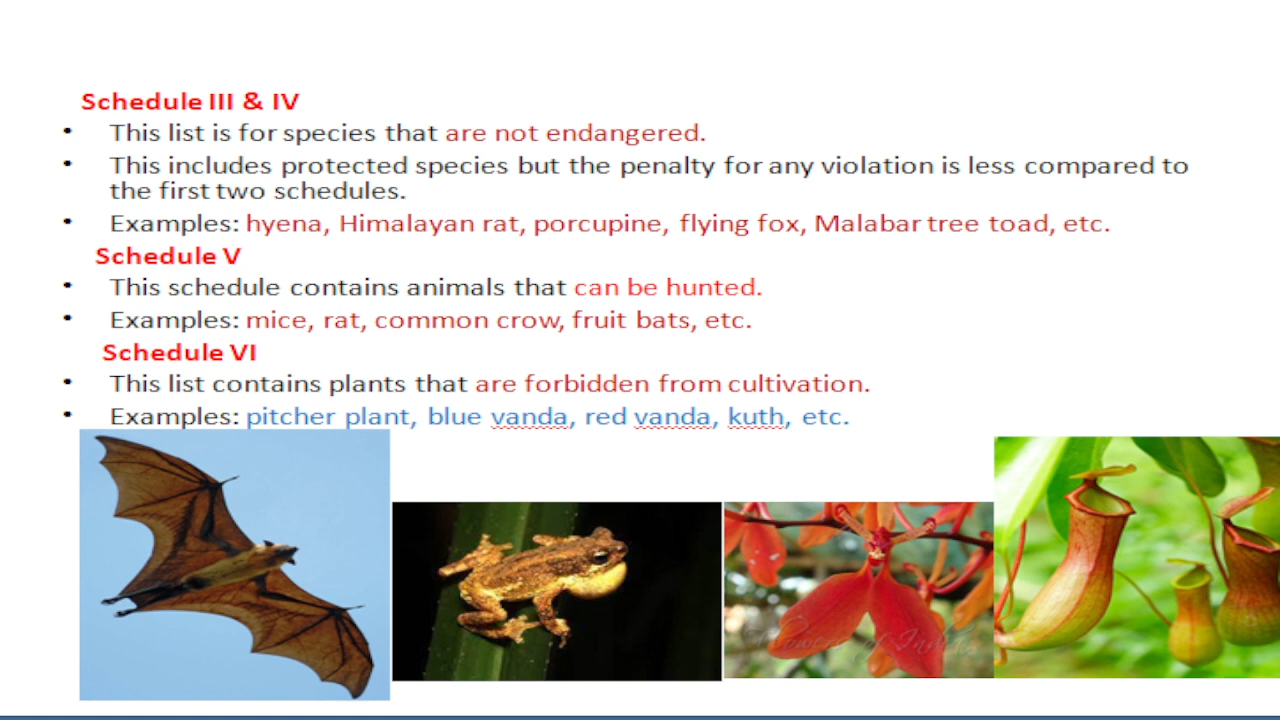 Schedule III & IV
• This list is for species that are not endangered.
• This includes protected species but the penalty for any violation is less compared to
the first two schedules.
• Examples: hyena, Himalayan rat, porcupine, flying fox, Malabar tree toad, etc.
Schedule V
• This schedule contains animals that can be hunted.
• Examples: mice, rat, common crow, fruit bats, etc.
Schedule VI
• This list contains plants that are forbidden from cultivation.
• Examples: pitcher plant, blue vanda, red vanda, kuth, etc.
Flowers of India